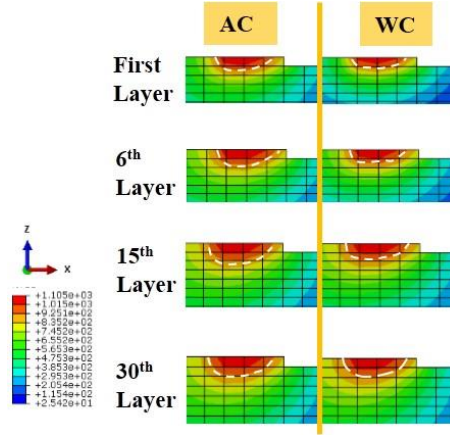 AC WC
First
Layer
6th
Layer
15th
Layer
30th
Layer
z
x
+1.105e+03
+1.015e+03
+9.251e+02
+8.352e+02
+7.452e+02
+6.552e+02
+5.653e+02
+4.753e+02
+3.853e+02
+2.953e+02
+2.054e+02
+1.154e+02
+2.542e+01